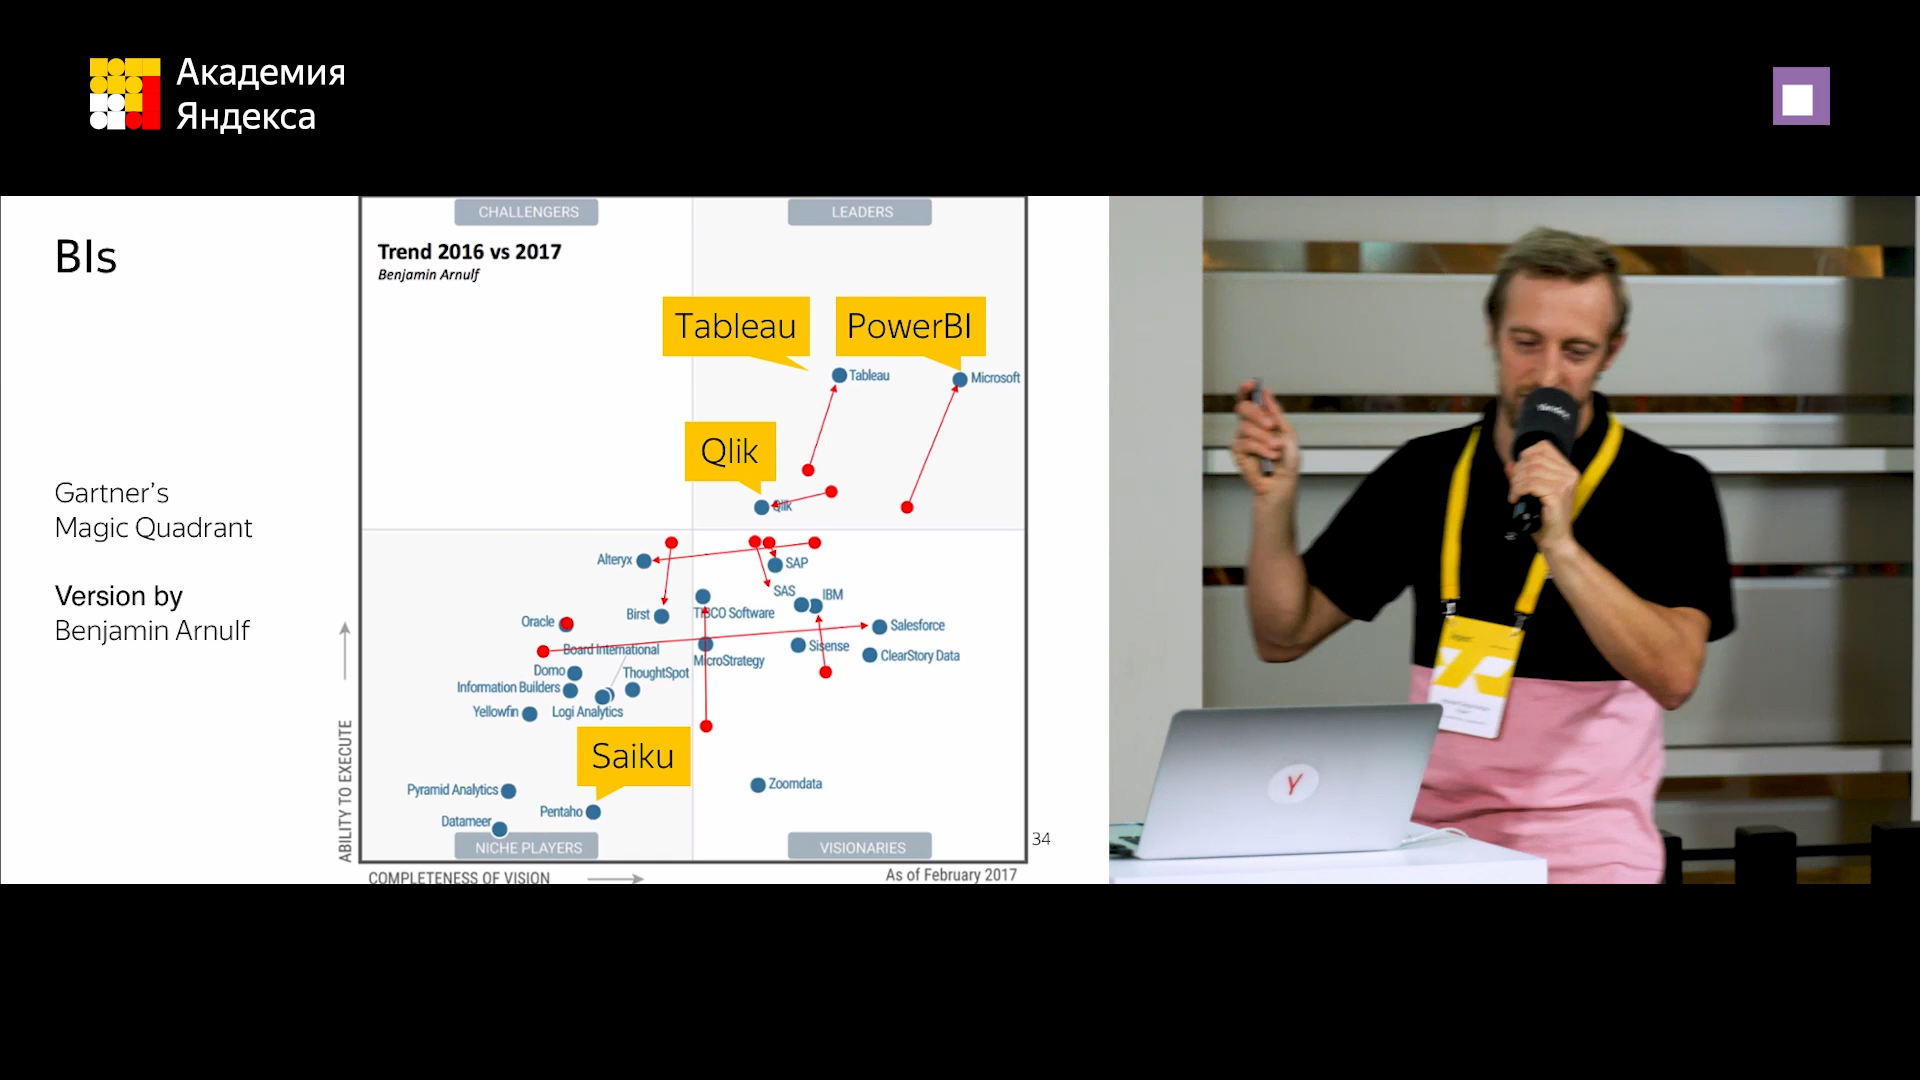 Академия
Яндекса
BIs
Gartner's
Magic Quadrant
Version by
Benjamin Arnulf
CHALLENGERS
LEADERS
Trend 2016 vs 2017
Benjamin Arnulf
Tableau
PowerBI
Tableau
Microsoft
Qlik
Qlik
Alteryx
SAP
SAS
IBM
Birst
TIBCO Software
Oracle
Salesforce
Board International
Sisense
MicroStrategy
ClearStory Data
Domo
ThoughtSpot
Information Builders
Yellowfin
Logi Analytics
Saiku
Zoomdata
Pyramid Analytics
Pentaho
Datameer
NICHE PLAYERS
VISIONARIES
ABILITY TO EXECUTE
COMPLETENESS OF VISION
As of February 2017
34
Y